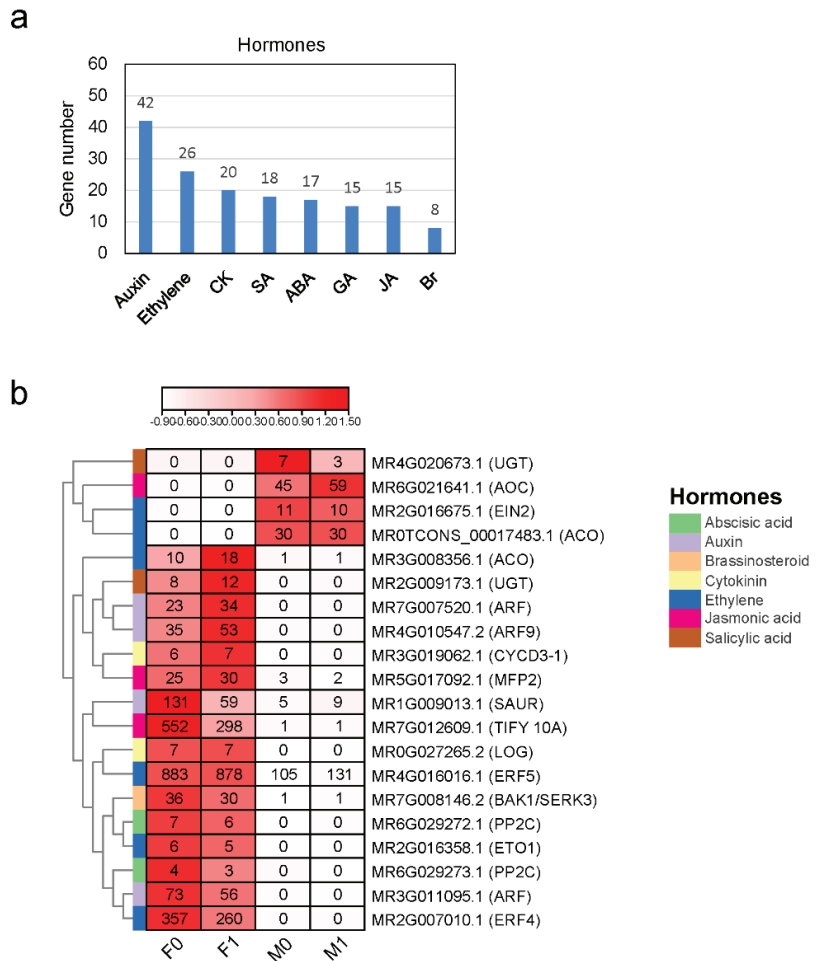 a
Hormones
Gene number
60
50
40
30
20
10
0
42
26
20
18
17
15
15
8
Auxin
Ethylene
CK
SA
ABA
GA
JA
Br
b
-0.90-0.60-0.300.000.300.600.901.201.50
0 0 7 3 MR4G020673.1 (UGT)
0 0 45 59 MR6G021641.1 (AOC)
0 0 11 10 MR2G016675.1 (EIN2)
0 0 30 30 MR0TCONS_00017483.1 (ACO)
10 18 1 1 MR3G008356.1 (ACO)
8 12 0 0 MR2G009173.1 (UGT)
23 34 0 0 MR7G007520.1 (ARF)
35 53 0 0 MR4G010547.2 (ARF9)
6 7 0 0 MR3G019062.1 (CYCD3-1)
25 30 3 2 MR5G017092.1 (MFP2)
131 59 5 9 MR1G009013.1 (SAUR)
552 298 1 1 MR7G012609.1 (TIFY 10A)
7 7 0 0 MR0G027265.2 (LOG)
883 878 105 131 MR4G016016.1 (ERF5)
36 30 1 1 MR7G008146.2 (BAK1/SERK3)
7 6 0 0 MR6G029272.1 (PP2C)
6 5 0 0 MR2G016358.1 (ETO1)
4 3 0 0 MR6G029273.1 (PP2C)
73 56 0 0 MR3G011095.1 (ARF)
357 260 0 0 MR2G007010.1 (ERF4)
F0 F1 M0 M1
Hormones
Abscisic acid
Auxin
Brassinosteroid
Cytokinin
Ethylene
Jasmonic acid
Salicylic acid